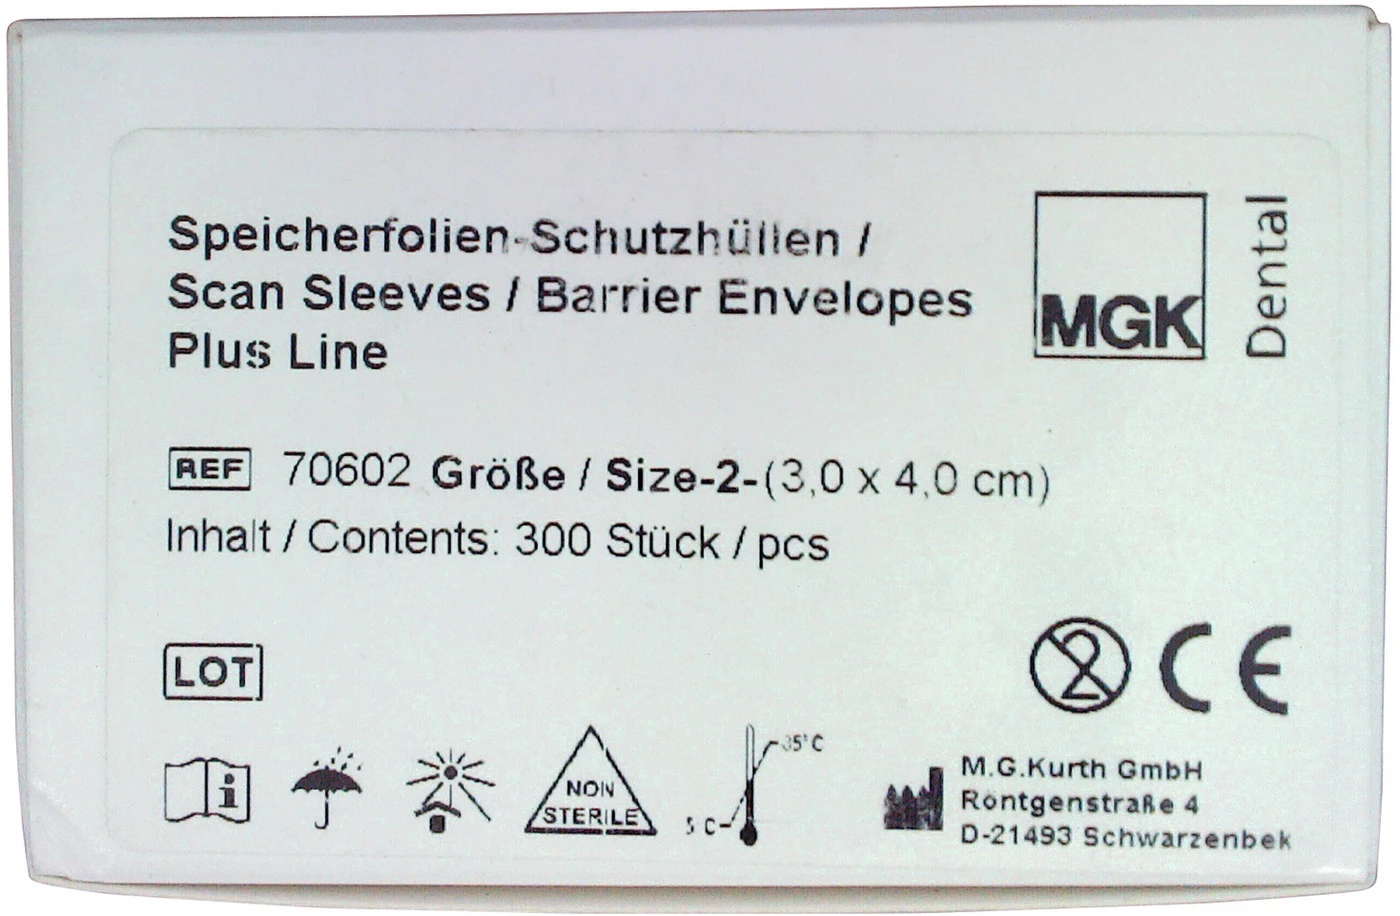 Speicherfolien-Schutzhüllen /
Scan Sleeves / Barrier Envelopes
Plus Line
MGK
Dental
REF 70602 Größe / Size-2-(3,0 x 4,0 cm)
Inhalt / Contents: 300 Stück / pcs
LOT
2
CE
i
NON
STERILE
35°C
5 C
M.G.Kurth GmbH
Röntgenstraße 4
D-21493 Schwarzenbek